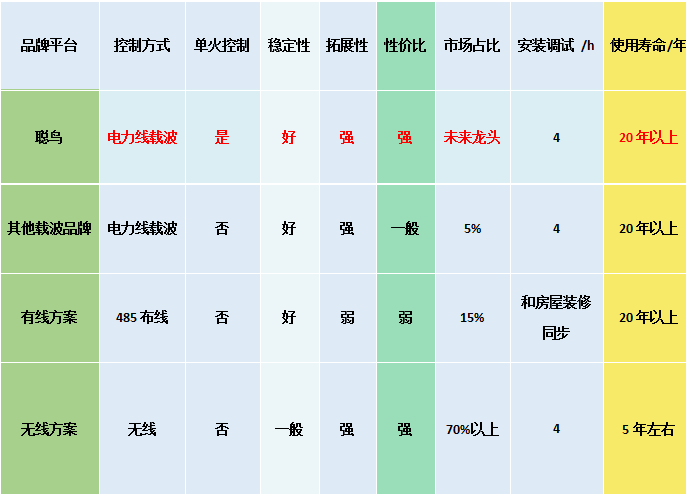 品牌平台 控制方式 单火控制 稳定性 拓展性 性价比 市场占比 安装调试 /h 使用寿命/年
聪鸟 电力线载波 是 好 强 强 未来龙头 4 20年以上
其他载波品牌 电力线载波 否 好 强 一般 5% 4 20年以上
有线方案 485布线 否 好 弱 弱 15% 和房屋装修
同步 20年以上
无线方案 无线 否 一般 强 强 70%以上 4 5年左右